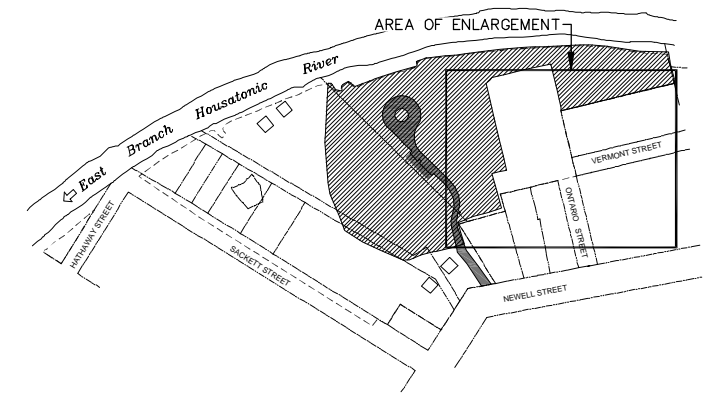 AREA OF ENLARGEMENT
East Branch Housatonic River
VERMONT STREET
ONTARIO STREET
HATHAWAY STREET
SACKETT STREET
NEWELL STREET